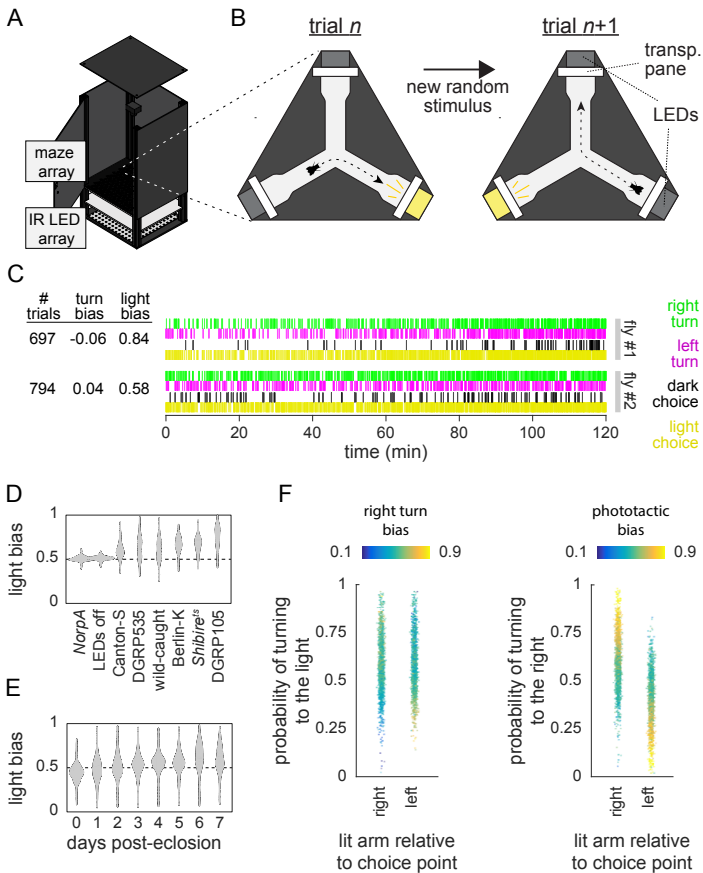 A
maze
array
IR LED
array
B
trial n
trial n+1
new random
stimulus
transp.
pane
LEDs
C
#
trials
turn
bias
light
bias
697 -0.06 0.84
794 0.04 0.58
fly #1
fly #2
right
turn
left
turn
dark
choice
light
choice
0 20 40 60 80 100 120
time (min)
D
light bias
1
0.5
0
NorpA
LEDs off
Canton-S
DGRP535
wild-caught
Berlin-K
Shibire^ts
DGRP105
E
light bias
1
0.5
0
0 1 2 3 4 5 6 7
days post-eclosion
F
right turn
bias
0.1 0.9
probability of turning
to the light
1
0.75
0.5
0.25
0
right
left
lit arm relative
to choice point
phototactic
bias
0.1 0.9
probability of turning
to the right
1
0.75
0.5
0.25
0
right
left
lit arm relative
to choice point